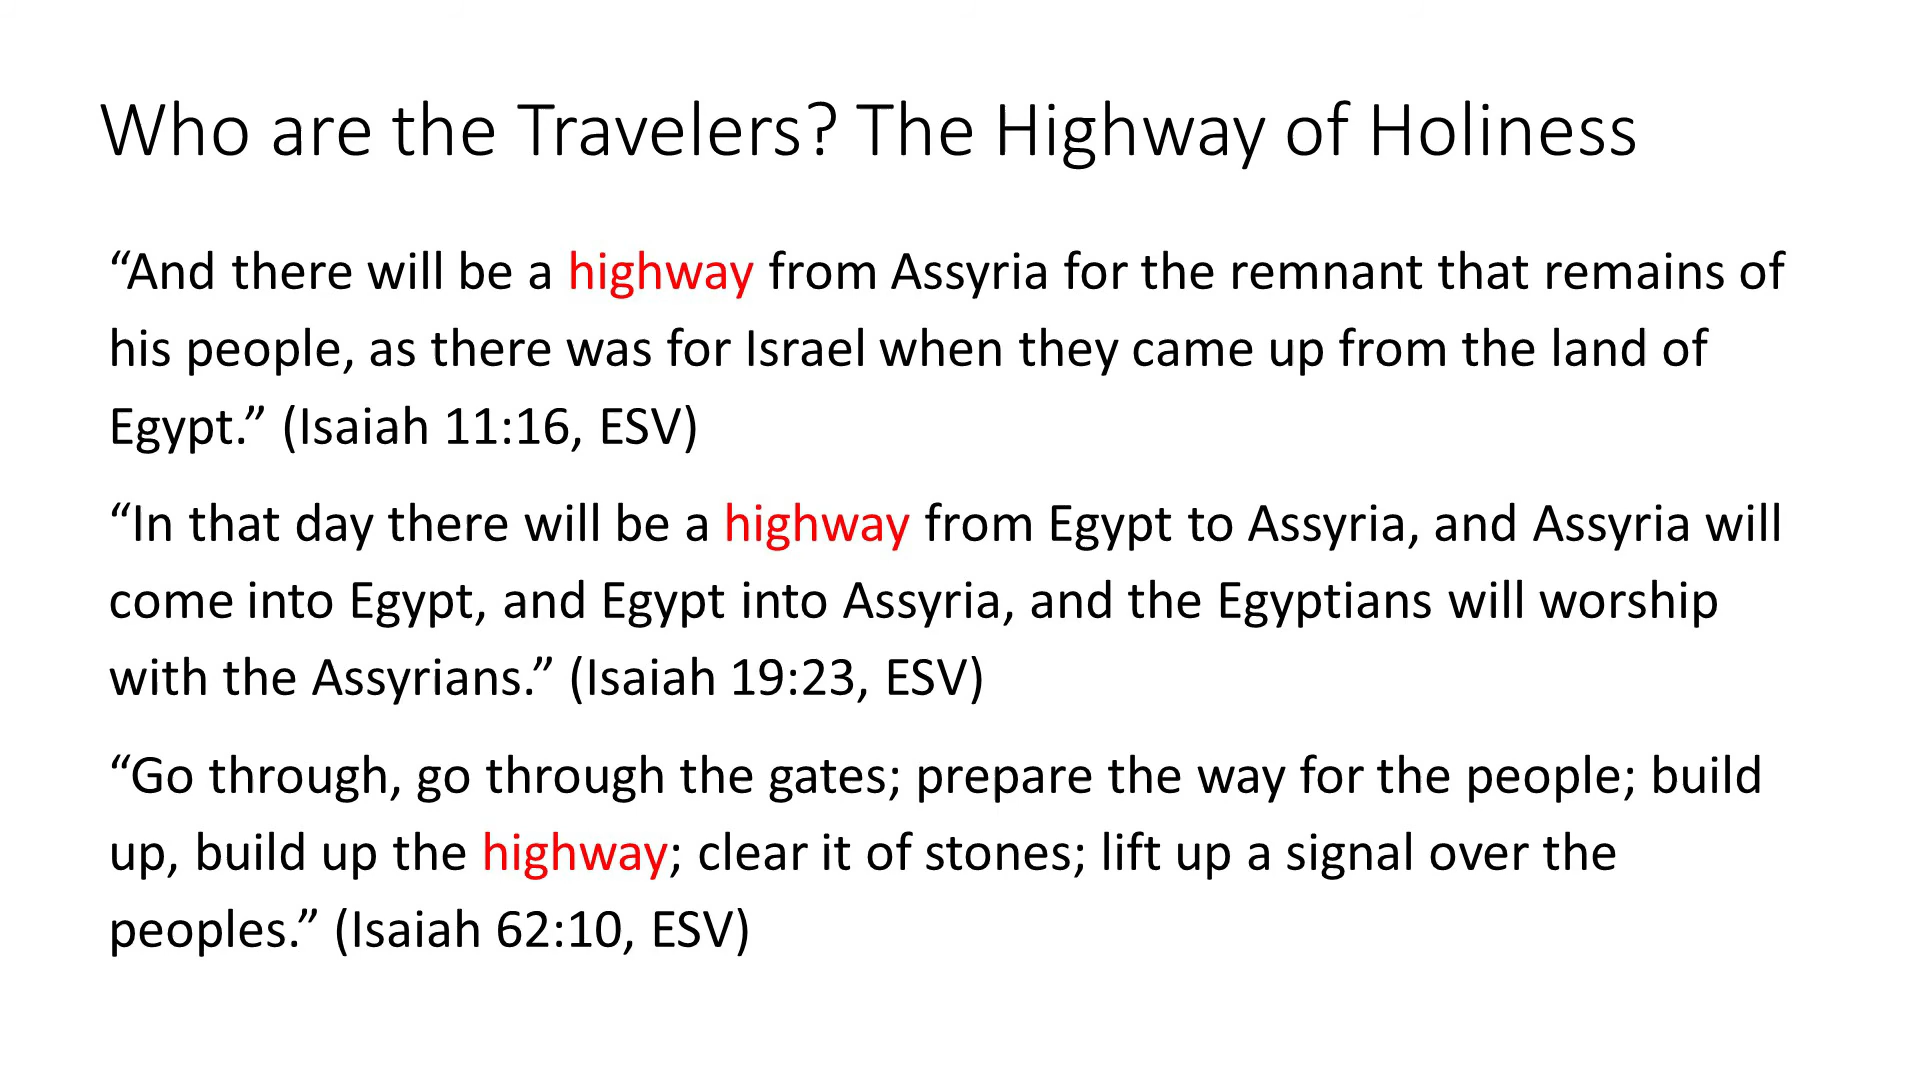 Who are the Travelers? The Highway of Holiness
“And there will be a highway from Assyria for the remnant that remains of
his people, as there was for Israel when they came up from the land of
Egypt.” (Isaiah 11:16, ESV)
“In that day there will be a highway from Egypt to Assyria, and Assyria will
come into Egypt, and Egypt into Assyria, and the Egyptians will worship
with the Assyrians.” (Isaiah 19:23, ESV)
“Go through, go through the gates; prepare the way for the people; build
up, build up the highway; clear it of stones; lift up a signal over the
peoples.” (Isaiah 62:10, ESV)